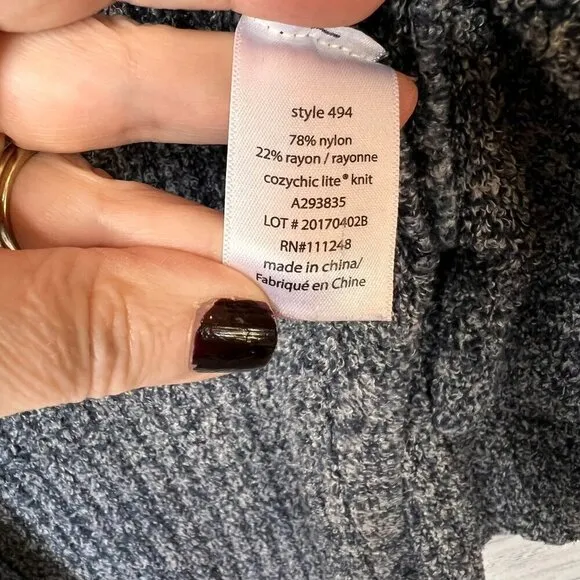 style 494
78% nylon
22% rayon / rayonne
cozychic lite® knit
A293835
LOT # 20170402B
RN#111248
made in china/
Fabriqué en Chine